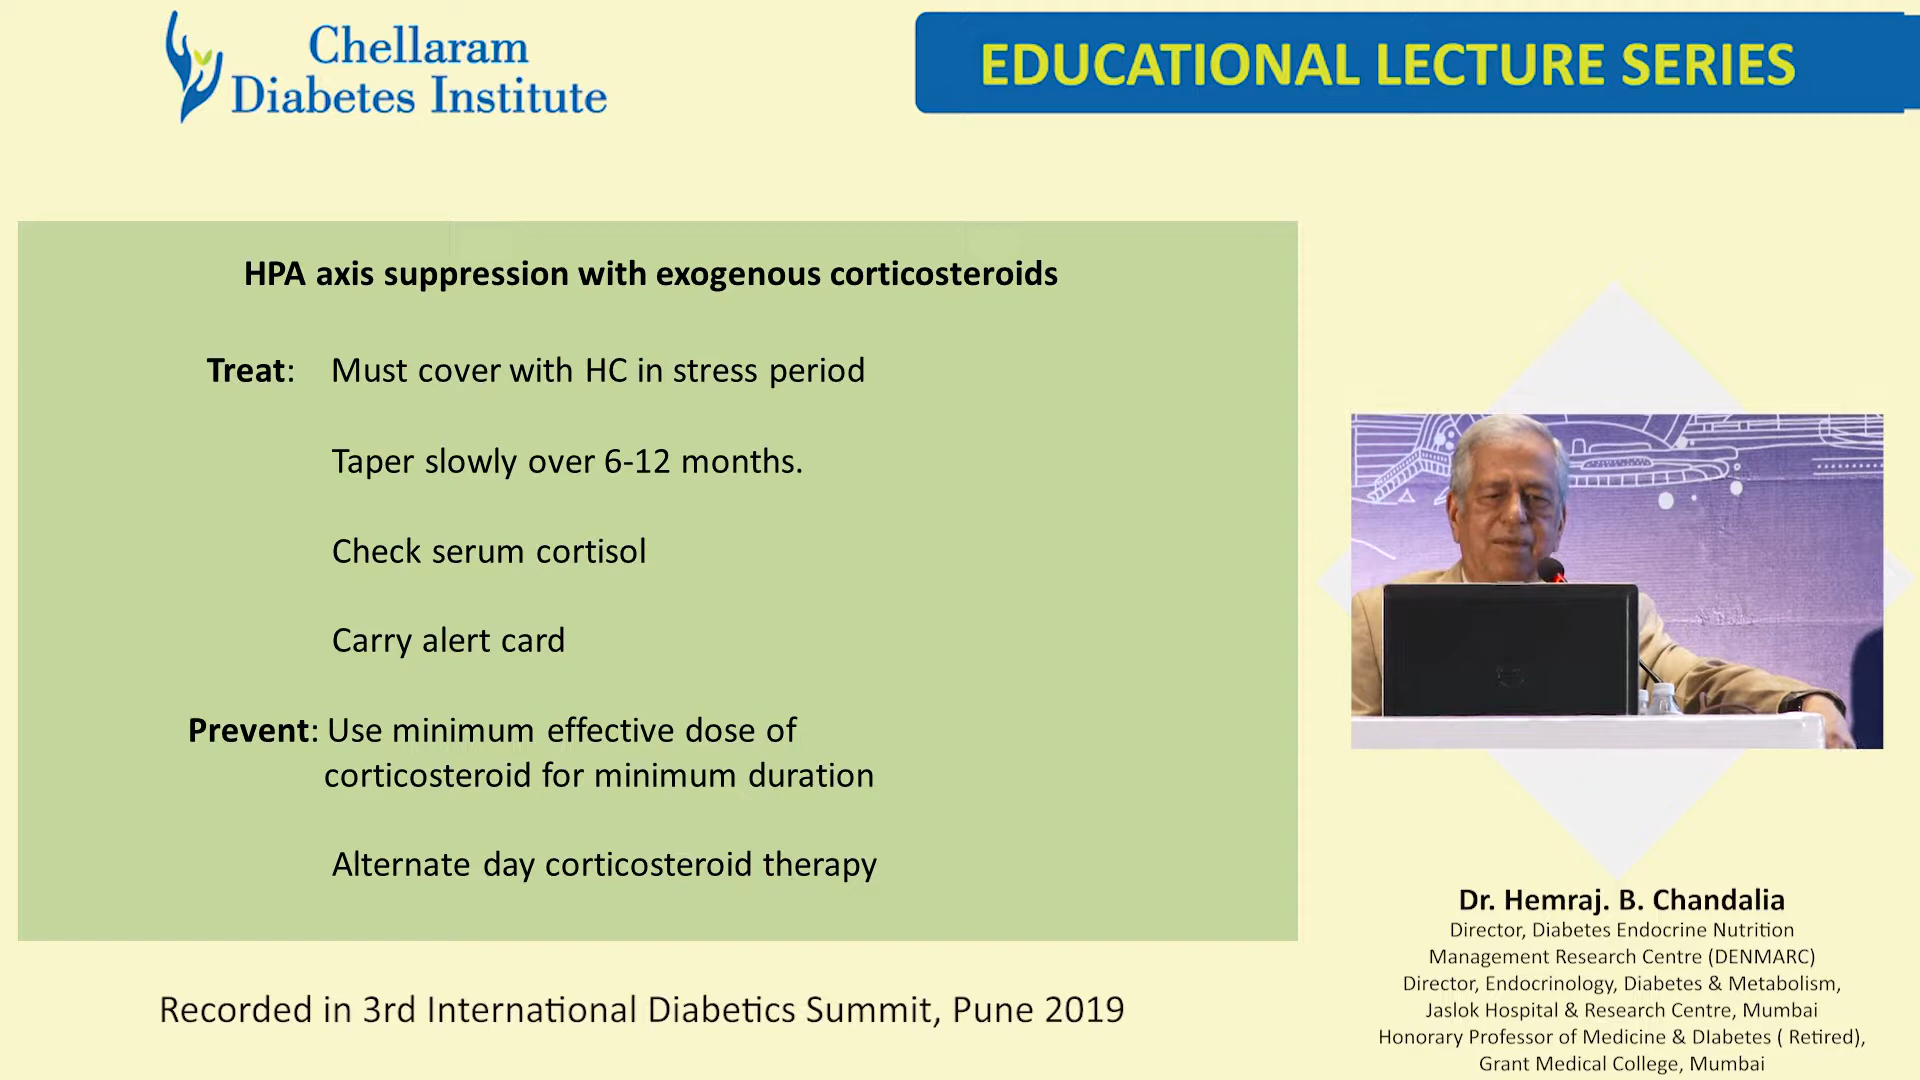 Chellaram
Diabetes Institute
EDUCATIONAL LECTURE SERIES
HPA axis suppression with exogenous corticosteroids
Treat: Must cover with HC in stress period
Taper slowly over 6-12 months.
Check serum cortisol
Carry alert card
Prevent: Use minimum effective dose of
corticosteroid for minimum duration
Alternate day corticosteroid therapy
Recorded in 3rd International Diabetics Summit, Pune 2019
Dr. Hemraj. B. Chandalia
Director, Diabetes Endocrine Nutrition
Management Research Centre (DENMARC)
Director, Endocrinology, Diabetes & Metabolism,
Jaslok Hospital & Research Centre, Mumbai
Honorary Professor of Medicine & DIabetes ( Retired),
Grant Medical College, Mumbai